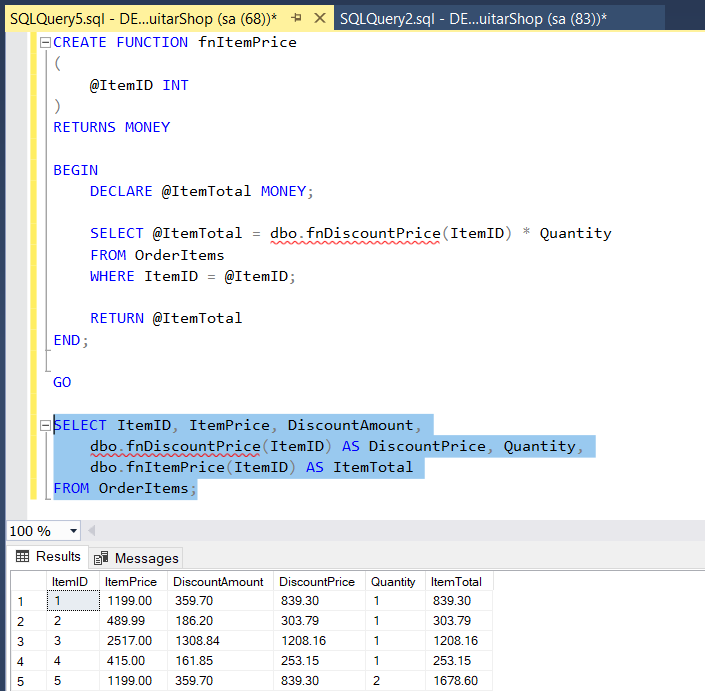 SQLQuery5.sql - DE...uitarShop (sa (68))* SQLQuery2.sql - DE...uitarShop (sa (83))*
CREATE FUNCTION fnItemPrice
(
@ItemID INT
)
RETURNS MONEY
BEGIN
DECLARE @ItemTotal MONEY;
SELECT @ItemTotal = dbo.fnDiscountPrice(ItemID) * Quantity
FROM OrderItems
WHERE ItemID = @ItemID;
RETURN @ItemTotal
END;
GO
SELECT ItemID, ItemPrice, DiscountAmount,
dbo.fnDiscountPrice(ItemID) AS DiscountPrice, Quantity,
dbo.fnItemPrice(ItemID) AS ItemTotal
FROM OrderItems;
100 %
Results Messages
ItemID ItemPrice DiscountAmount DiscountPrice Quantity ItemTotal
1 1 1199.00 359.70 839.30 1 839.30
2 2 489.99 186.20 303.79 1 303.79
3 3 2517.00 1308.84 1208.16 1 1208.16
4 4 415.00 161.85 253.15 1 253.15
5 5 1199.00 359.70 839.30 2 1678.60